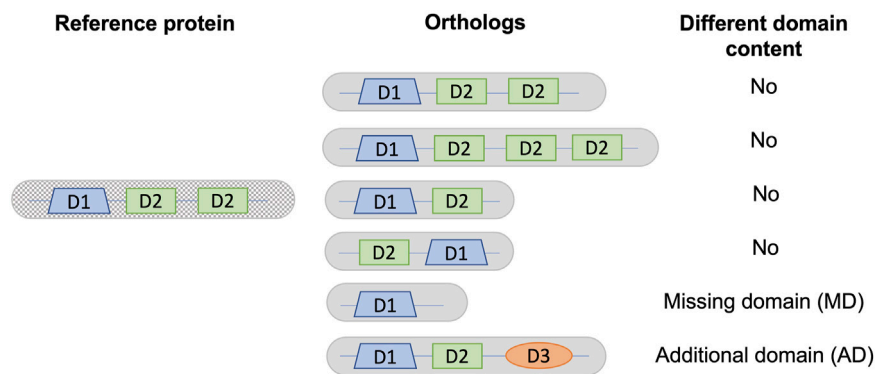 Reference protein
Orthologs
Different domain
content
D1 D2 D2
No
D1 D2 D2 D2
No
D1 D2 D2
D1 D2
No
D2 D1
No
D1
Missing domain (MD)
D1 D2 D3
Additional domain (AD)